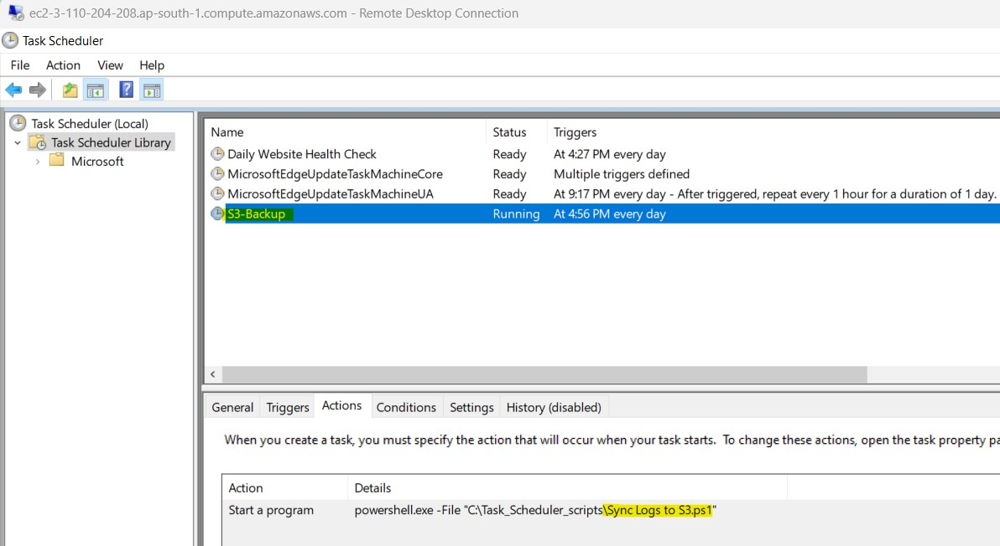 ec2-3-110-204-208.ap-south-1.compute.amazonaws.com - Remote Desktop Connection
Task Scheduler
File Action View Help
Task Scheduler (Local)
Task Scheduler Library
Microsoft
Name Status Triggers
Daily Website Health Check Ready At 4:27 PM every day
MicrosoftEdgeUpdateTaskMachineCore Ready Multiple triggers defined
MicrosoftEdgeUpdateTaskMachineUA Ready At 9:17 PM every day - After triggered, repeat every 1 hour for a duration of 1 day.
S3-Backup Running At 4:56 PM every day
General Triggers Actions Conditions Settings History (disabled)
When you create a task, you must specify the action that will occur when your task starts. To change these actions, open the task property pa
Action Details
Start a program powershell.exe -File "C:\Task_Scheduler_scripts\Sync Logs to S3.ps1"